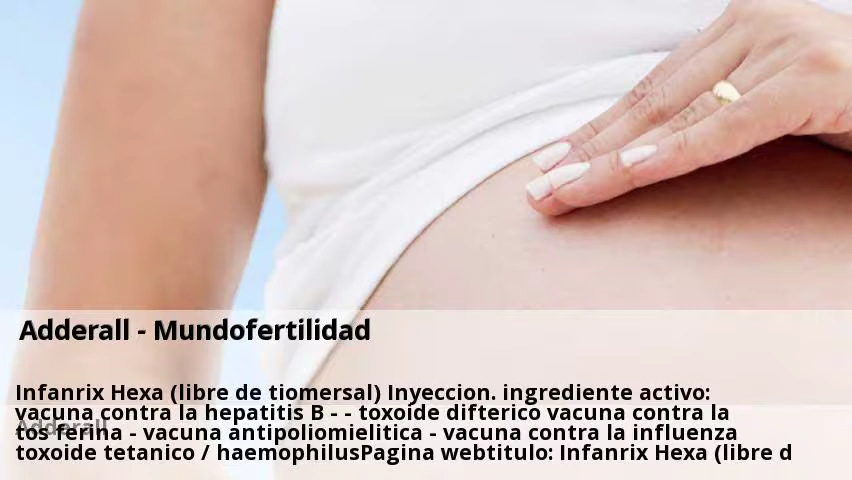 Adderall - Mundofertilidad
Infanrix Hexa (libre de tiomersal) Inyeccion. ingrediente activo:
vacuna contra la hepatitis B - - toxoide difterico vacuna contra la
Adderall
tos ferina - vacuna antipoliomielitica - vacuna contra la influenza
toxoide tetanico / haemophilusPagina webtitulo: Infanrix Hexa (libre d